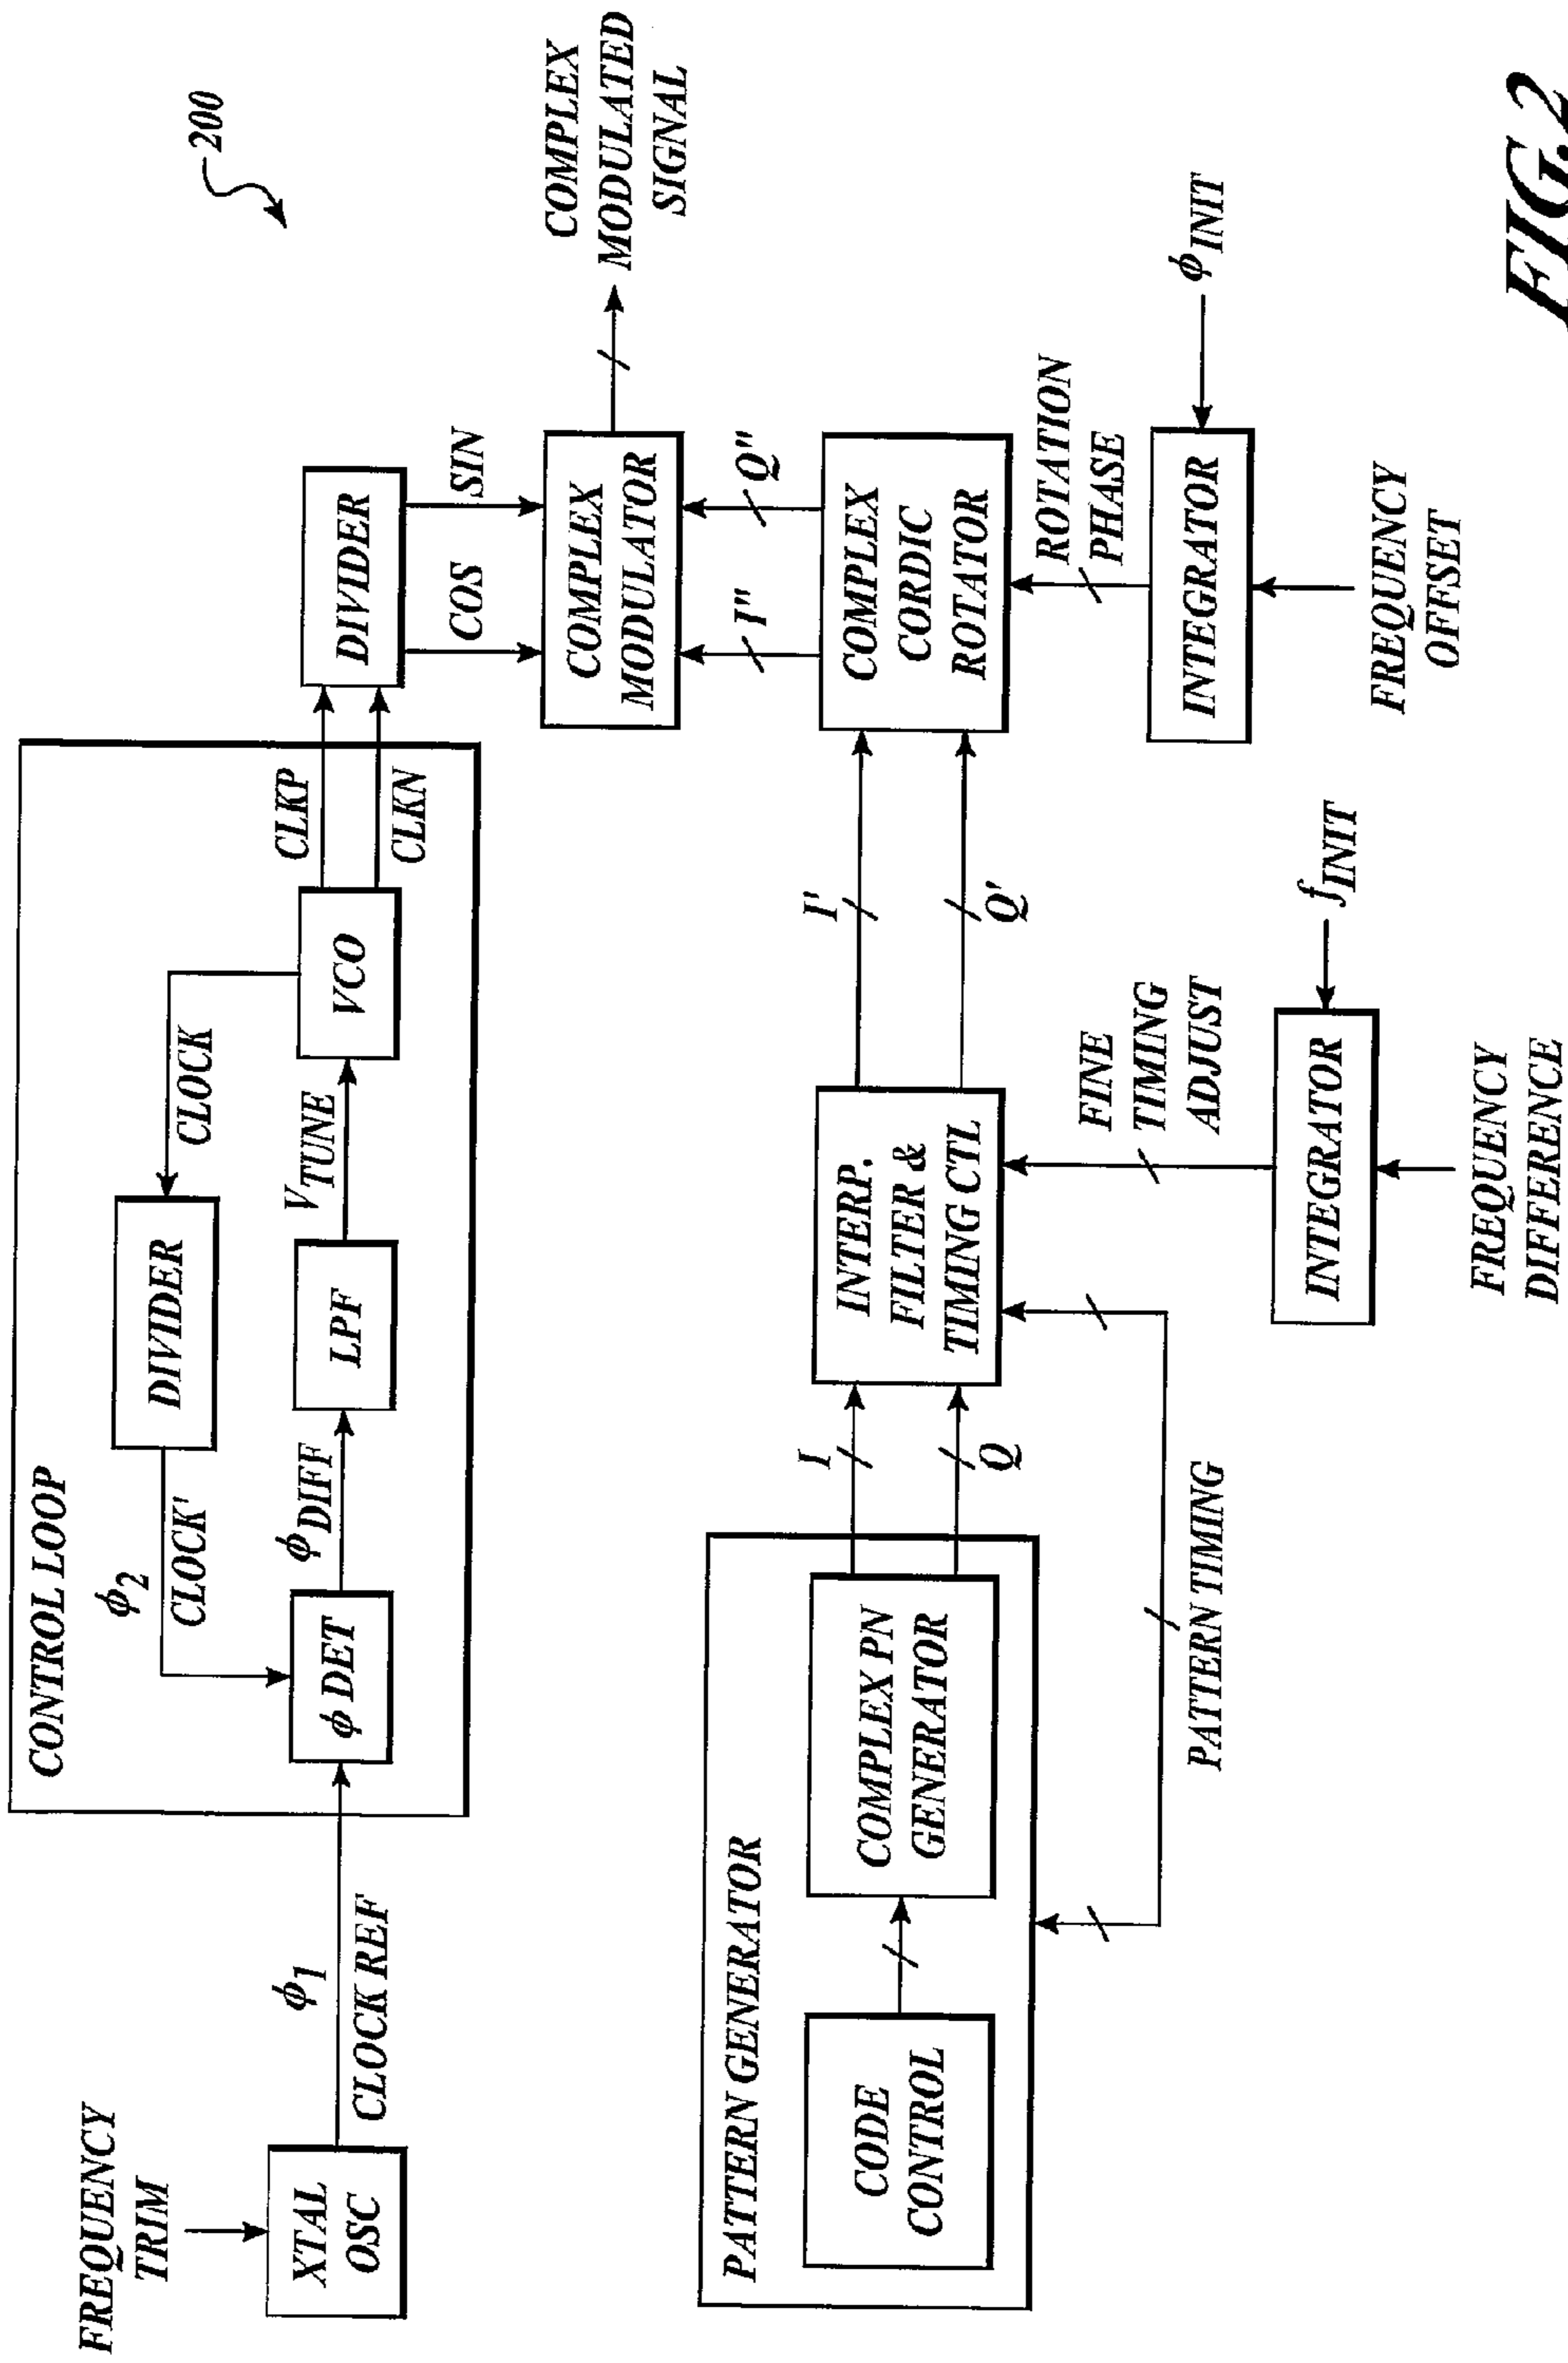 200
FREQUENCY
TRIM
XTAL
OSC
ϕ1
CLOCK REF
CONTROL LOOP
ϕ2
CLOCK'
DIVIDER
CLOCK
ϕ DET
ϕDIFF
LPF
VTUNE
VCO
CLKP
CLKN
DIVIDER
COS
SIN
COMPLEX
MODULATOR
COMPLEX
MODULATED
SIGNAL
I"
Q"
PATTERN GENERATOR
CODE
CONTROL
COMPLEX PN
GENERATOR
I
Q
INTERP.
FILTER &
TIMING CTL
I'
Q'
COMPLEX
CORDIC
ROTATOR
PATTERN TIMING
FINE
TIMING
ADJUST
ROTATION
PHASE
INTEGRATOR
fINIT
FREQUENCY
DIFFERENCE
INTEGRATOR
ϕINIT
FREQUENCY
OFFSET
FIG.2